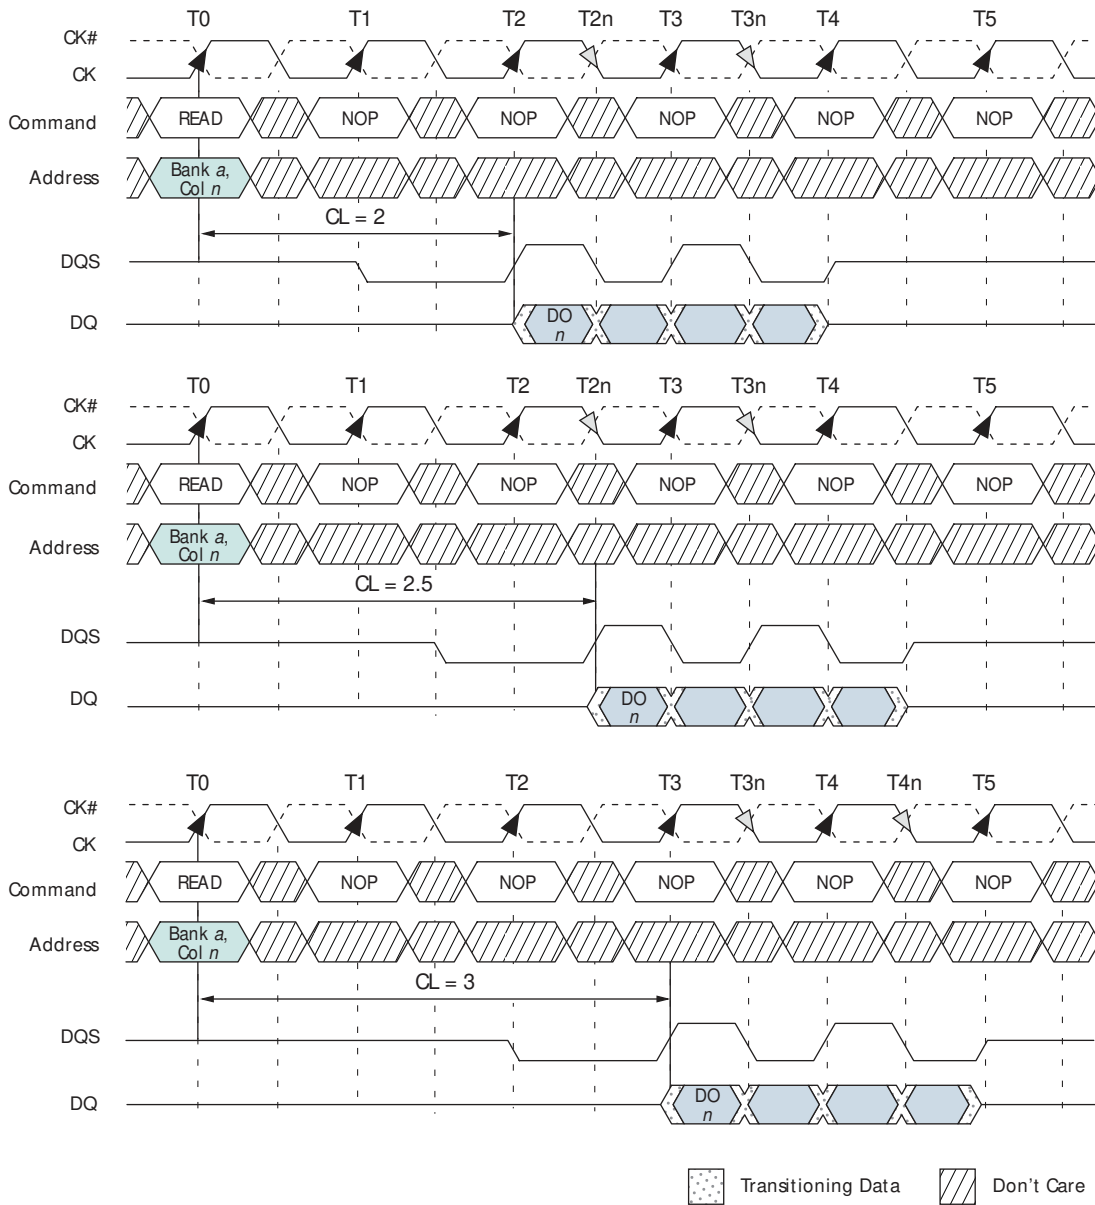 T0 T1 T2 T2n T3 T3n T4 T5
CK#
CK
Command READ NOP NOP NOP NOP NOP
Address Bank a,
Col n
CL = 2
DQS
DQ DO
n
T0 T1 T2 T2n T3 T3n T4 T5
CK#
CK
Command READ NOP NOP NOP NOP NOP
Address Bank a,
Col n
CL = 2.5
DQS
DQ DO
n
T0 T1 T2 T3 T3n T4 T4n T5
CK#
CK
Command READ NOP NOP NOP NOP NOP
Address Bank a,
Col n
CL = 3
DQS
DQ DO
n
Transitioning Data Don't Care